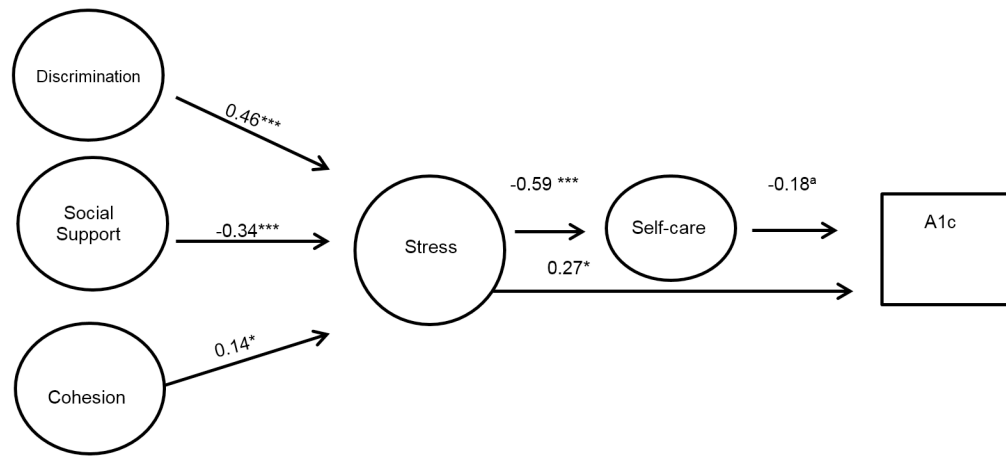 Discrimination
0.46***
Social
Support
-0.34***
Cohesion
0.14*
Stress
-0.59 ***
Self-care
-0.18ª
0.27*
A1c